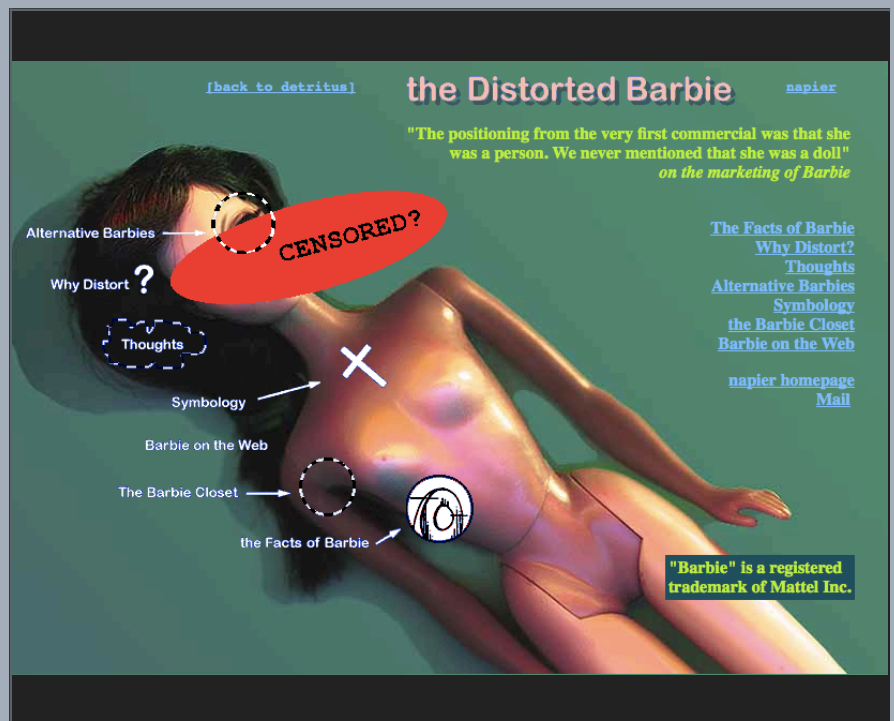 [back to detritus]
the Distorted Barbie
napier
"The positioning from the very first commercial was that she
was a person. We never mentioned that she was a doll"
on the marketing of Barbie
CENSORED?
Alternative Barbies
Why Distort ?
Thoughts
Symbology
Barbie on the Web
The Barbie Closet
the Facts of Barbie
The Facts of Barbie
Why Distort?
Thoughts
Alternative Barbies
Symbology
the Barbie Closet
Barbie on the Web
napier homepage
Mail
"Barbie" is a registered
trademark of Mattel Inc.